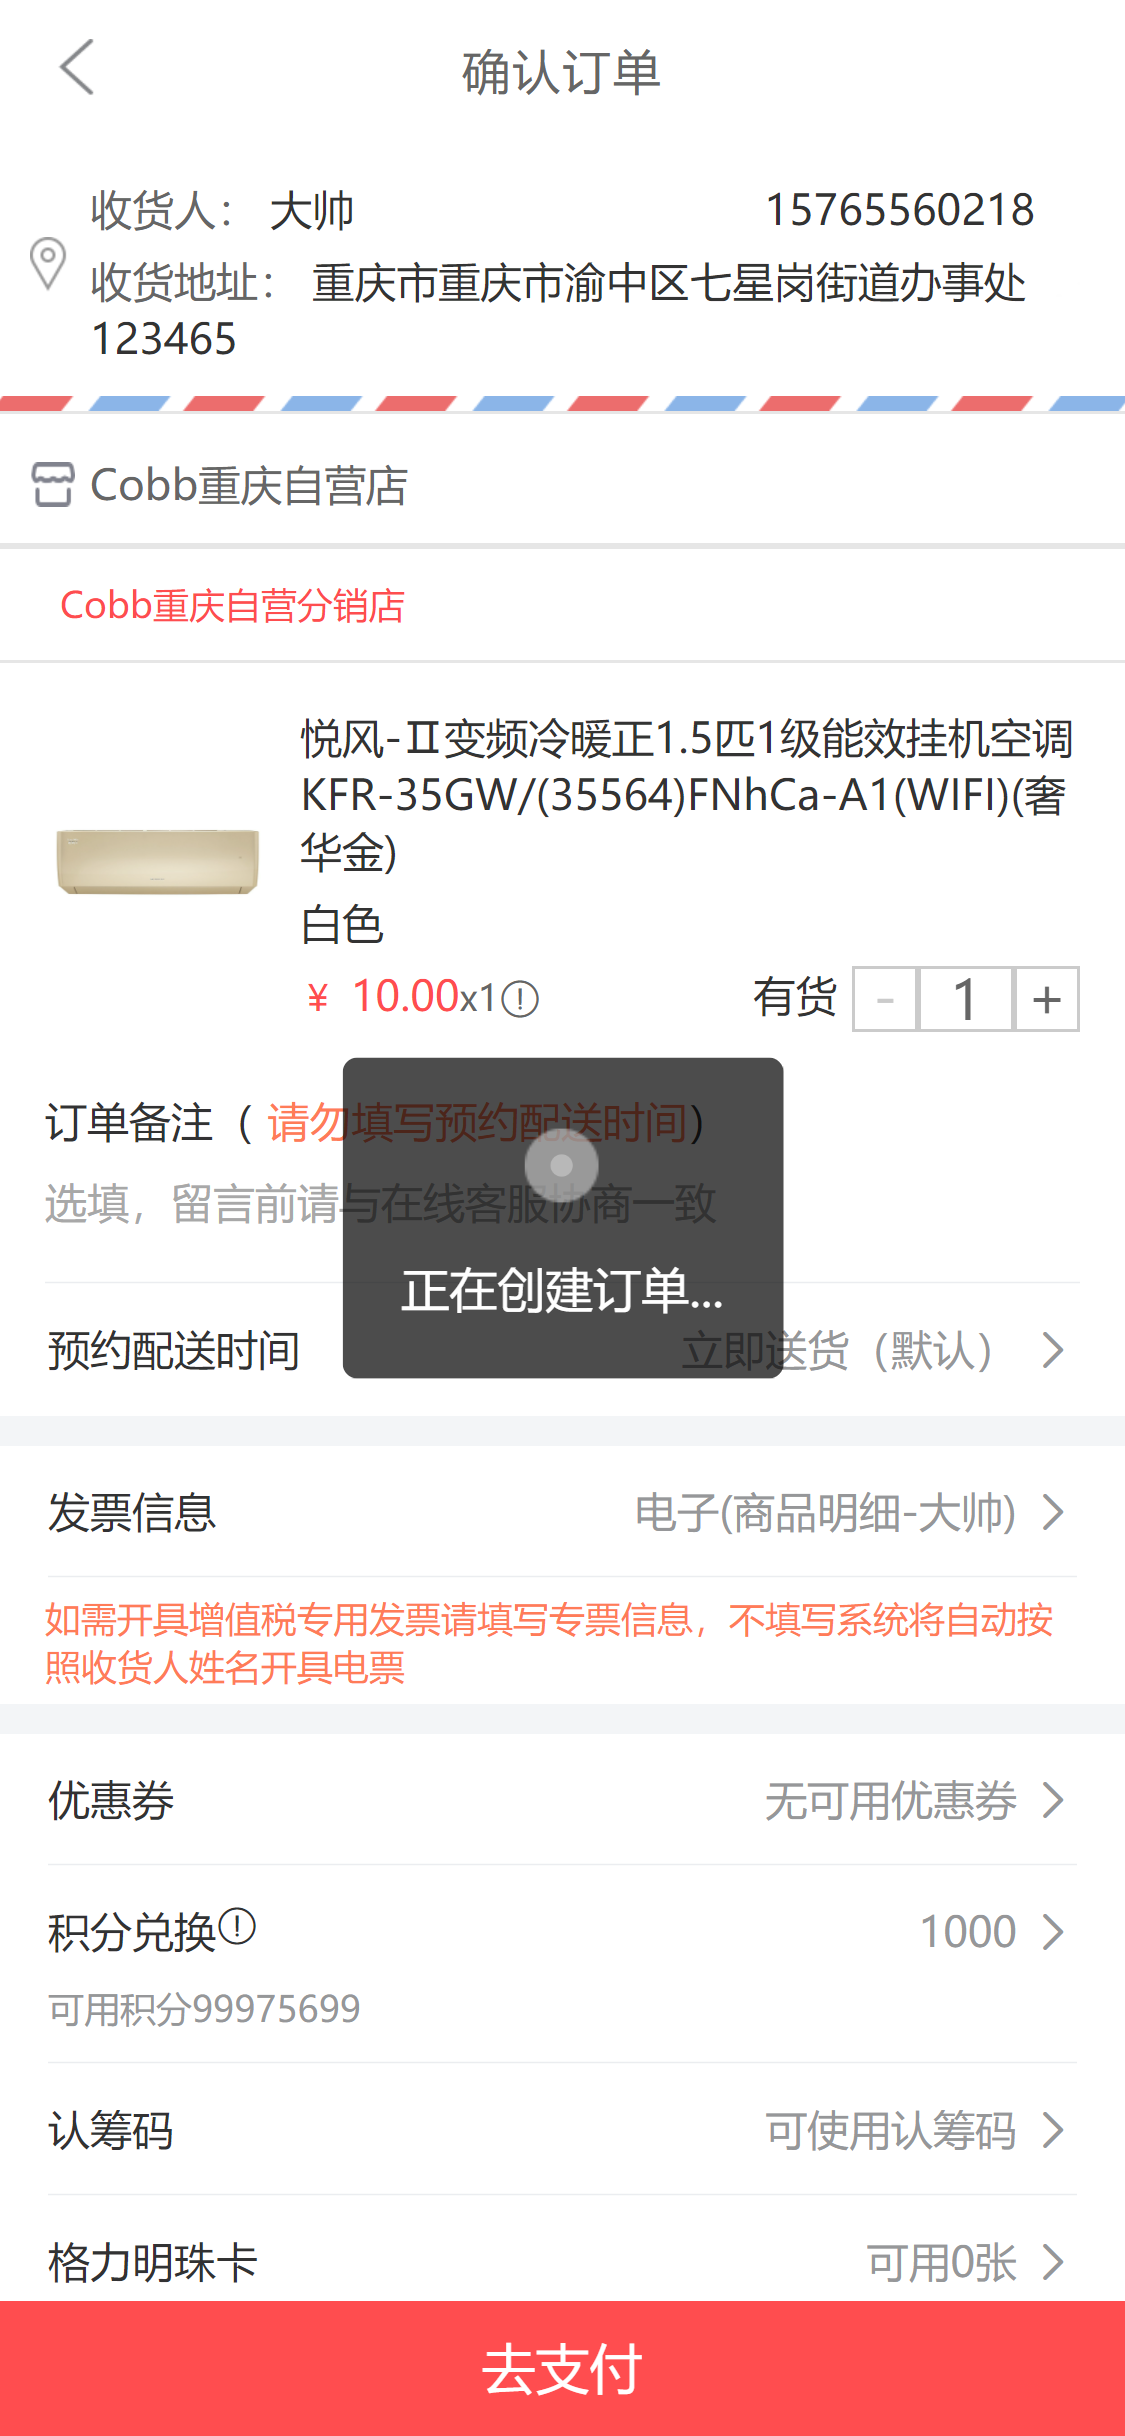 确认订单
收货人： 大帅 15765560218
收货地址： 重庆市重庆市渝中区七星岗街道办事处
123465
Cobb重庆自营店
Cobb重庆自营分销店
悦风-Ⅱ变频冷暖正1.5匹1级能效挂机空调
KFR-35GW/(35564)FNhCa-A1(WIFI)(奢
华金)
白色
¥ 10.00x1 有货 - 1 +
订单备注（ 请勿填写预约配送时间）
选填，留言前请与在线客服协商一致
正在创建订单...
预约配送时间 立即送货（默认）
发票信息 电子(商品明细-大帅)
如需开具增值税专用发票请填写专票信息，不填写系统将自动按
照收货人姓名开具电票
优惠券 无可用优惠券
积分兑换 1000
可用积分99975699
认筹码 可使用认筹码
格力明珠卡 可用0张
去支付